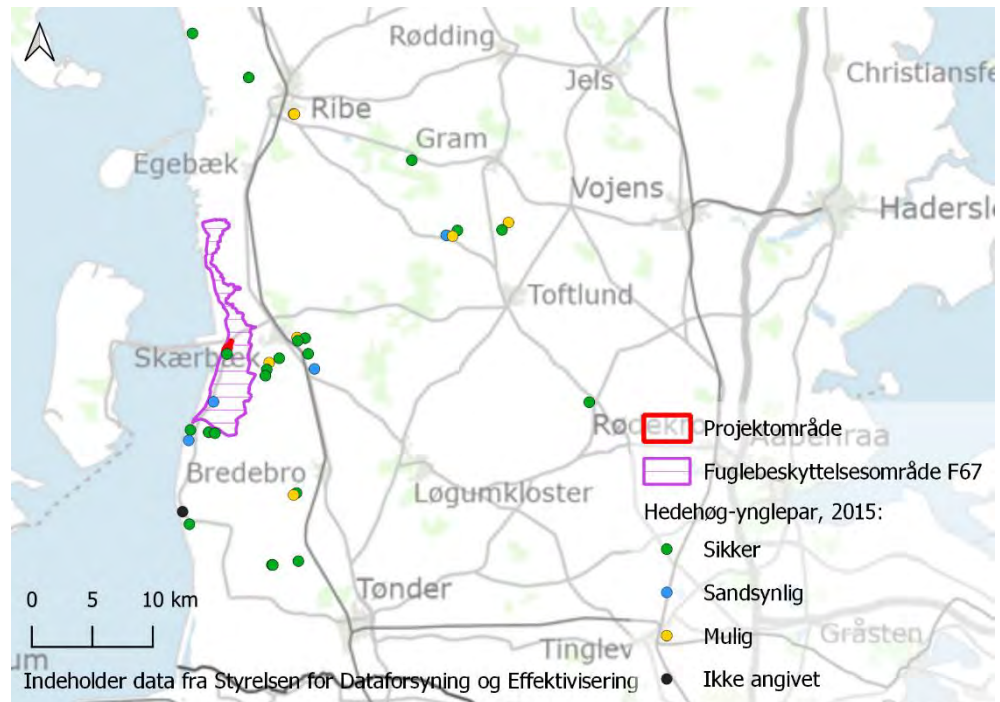 Rødding
Jels
Christiansfe
Ribe
Gram
Egebæk
Vojens
Hadersle
Toftlund
Skærbæk
Rødekro
Projektområde
Aabenraa
Bredebro
Løgumkloster
Fuglebeskyttelsesområde F67
Hedehøg-ynglepar, 2015:
Sikker
0 5 10 km
Tønder
Sandsynlig
Tinglev
Mulig
Gråsten
um
Indeholder data fra Styrelsen for Dataforsyning og Effektivisering
Ikke angivet